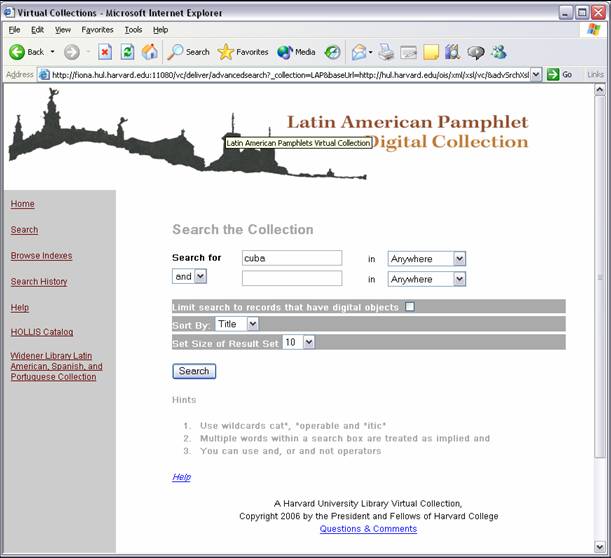 Virtual Collections - Microsoft Internet Explorer
File Edit View Favorites Tools Help
Back Search Favorites Media
Address http://fiona.hul.harvard.edu:11080/vc/deliver/advancedsearch?_collection=LAP&baseUrl=http://hul.harvard.edu/ois/xml/xsl/vc/&advSrchXsl Go Links
Latin American Pamphlet
Digital Collection
Latin American Pamphlets Virtual Collection
Home
Search
Browse Indexes
Search History
Help
HOLLIS Catalog
Widener Library Latin
American, Spanish, and
Portuguese Collection
Search the Collection
Search for cuba in Anywhere
and in Anywhere
Limit search to records that have digital objects
Sort By: Title
Set Size of Result Set 10
Search
Hints
1. Use wildcards cat*, *operable and *itic*
2. Multiple words within a search box are treated as implied and
3. You can use and, or and not operators
Help
A Harvard University Library Virtual Collection,
Copyright 2006 by the President and Fellows of Harvard College
Questions & Comments